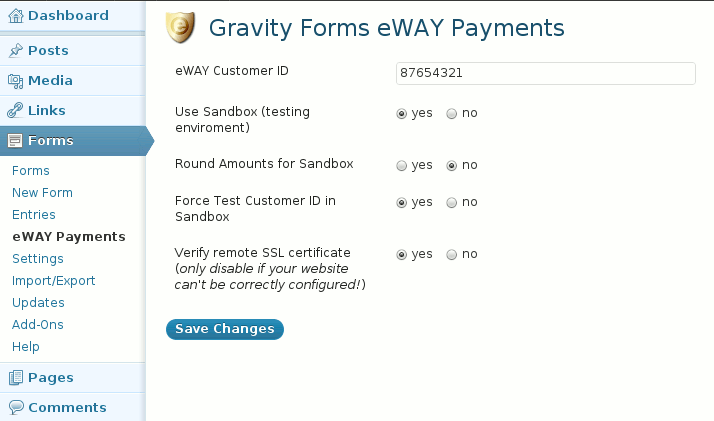 Dashboard
Posts
Media
Links
Forms
Forms
New Form
Entries
eWAY Payments
Settings
Import/Export
Updates
Add-Ons
Help
Pages
Comments
Gravity Forms eWAY Payments
eWAY Customer ID
87654321
Use Sandbox (testing
enviroment)
yes no
Round Amounts for Sandbox
yes no
Force Test Customer ID in
Sandbox
yes no
Verify remote SSL certificate
(only disable if your website
can't be correctly configured!)
yes no
Save Changes